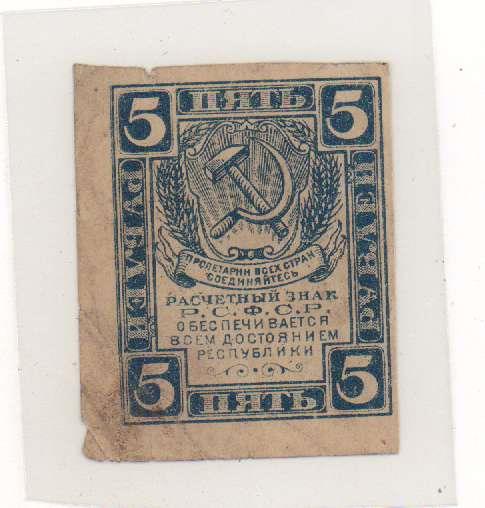 5 ПЯТЬ 5
РУБЛЕЙ
РУБЛЕЙ
ПРОЛЕТАРИИ ВСЕХ СТРАН
СОЕДИНЯЙТЕСЬ
РАСЧЕТНЫЙ ЗНАК
Р.С.Ф.С.Р.
ОБЕСПЕЧИВАЕТСЯ
ВСЕМ ДОСТОЯНИЕМ
РЕСПУБЛИКИ
5 ПЯТЬ 5